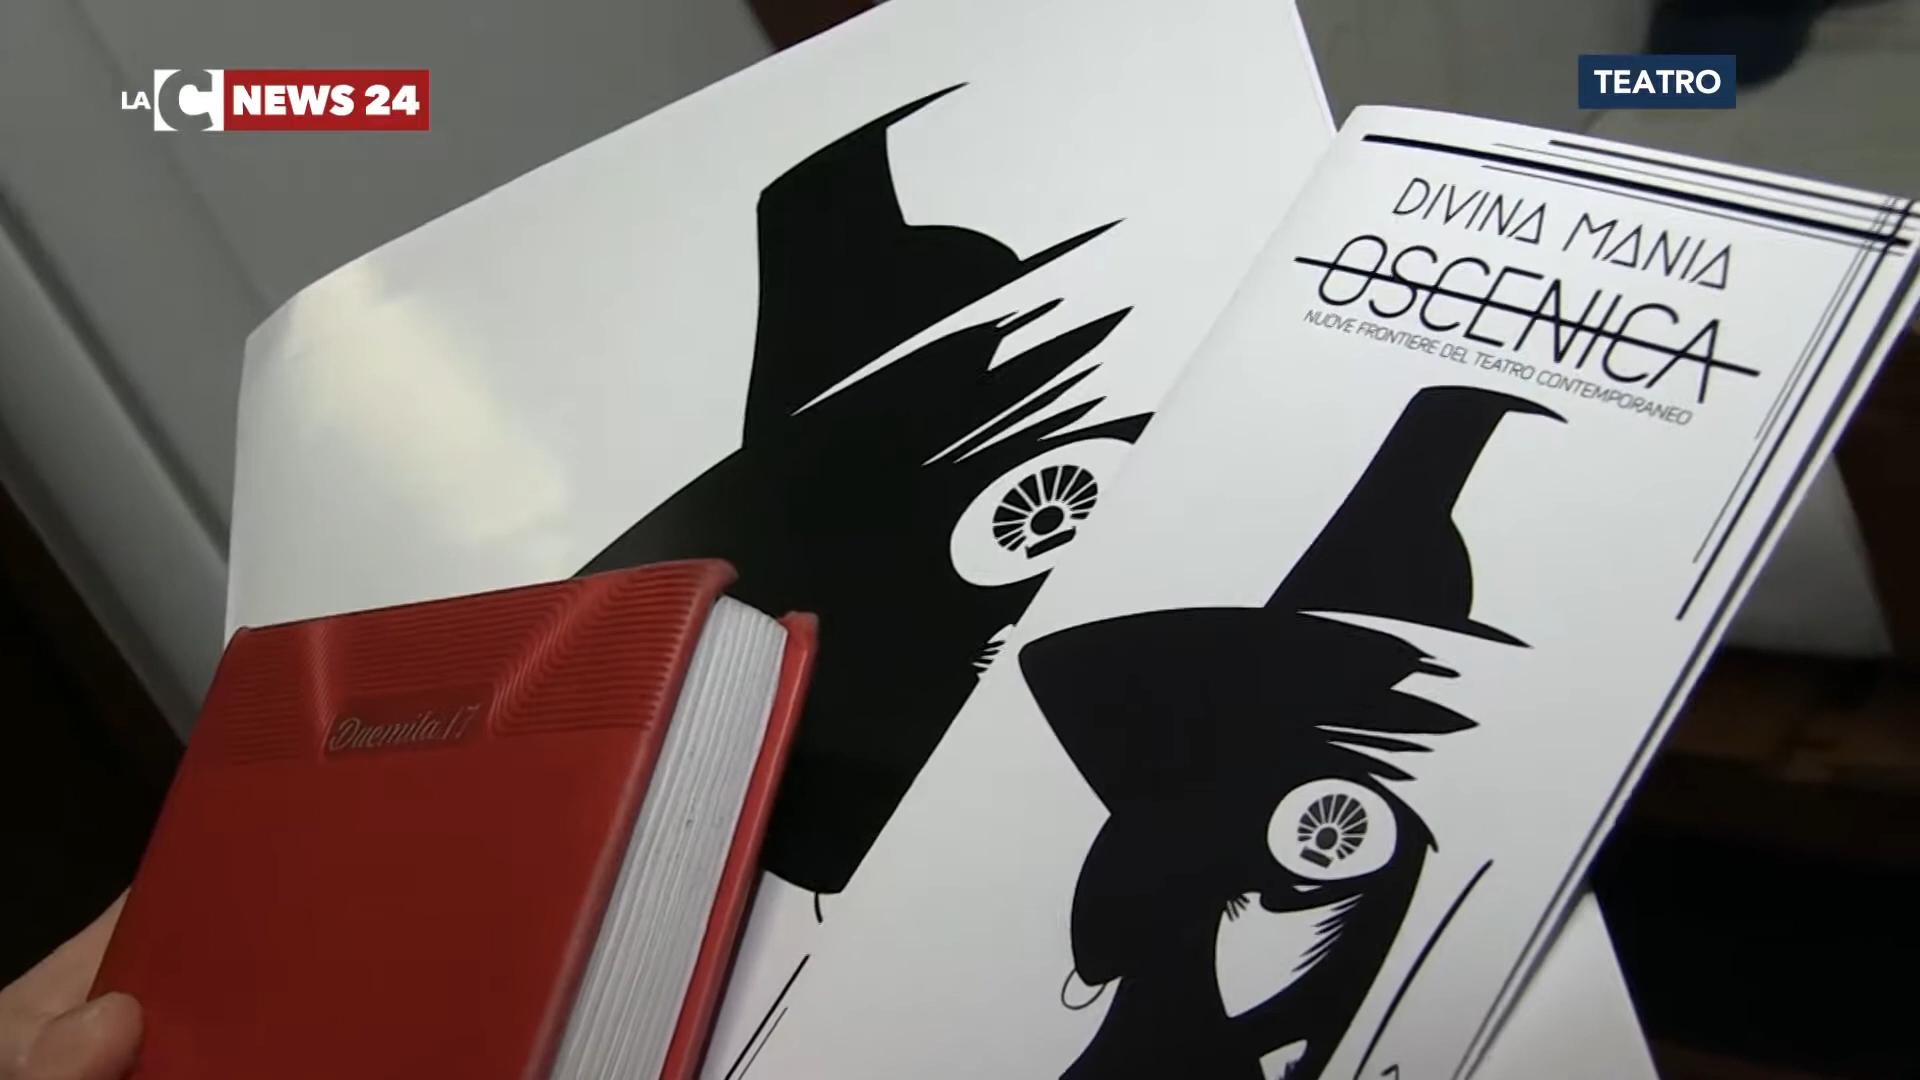 LA C NEWS 24
TEATRO
DIVINA MANIA
OSCENICA
NUOVE FRONTIERE DEL TEATRO CONTEMPORANEO
Duemila17